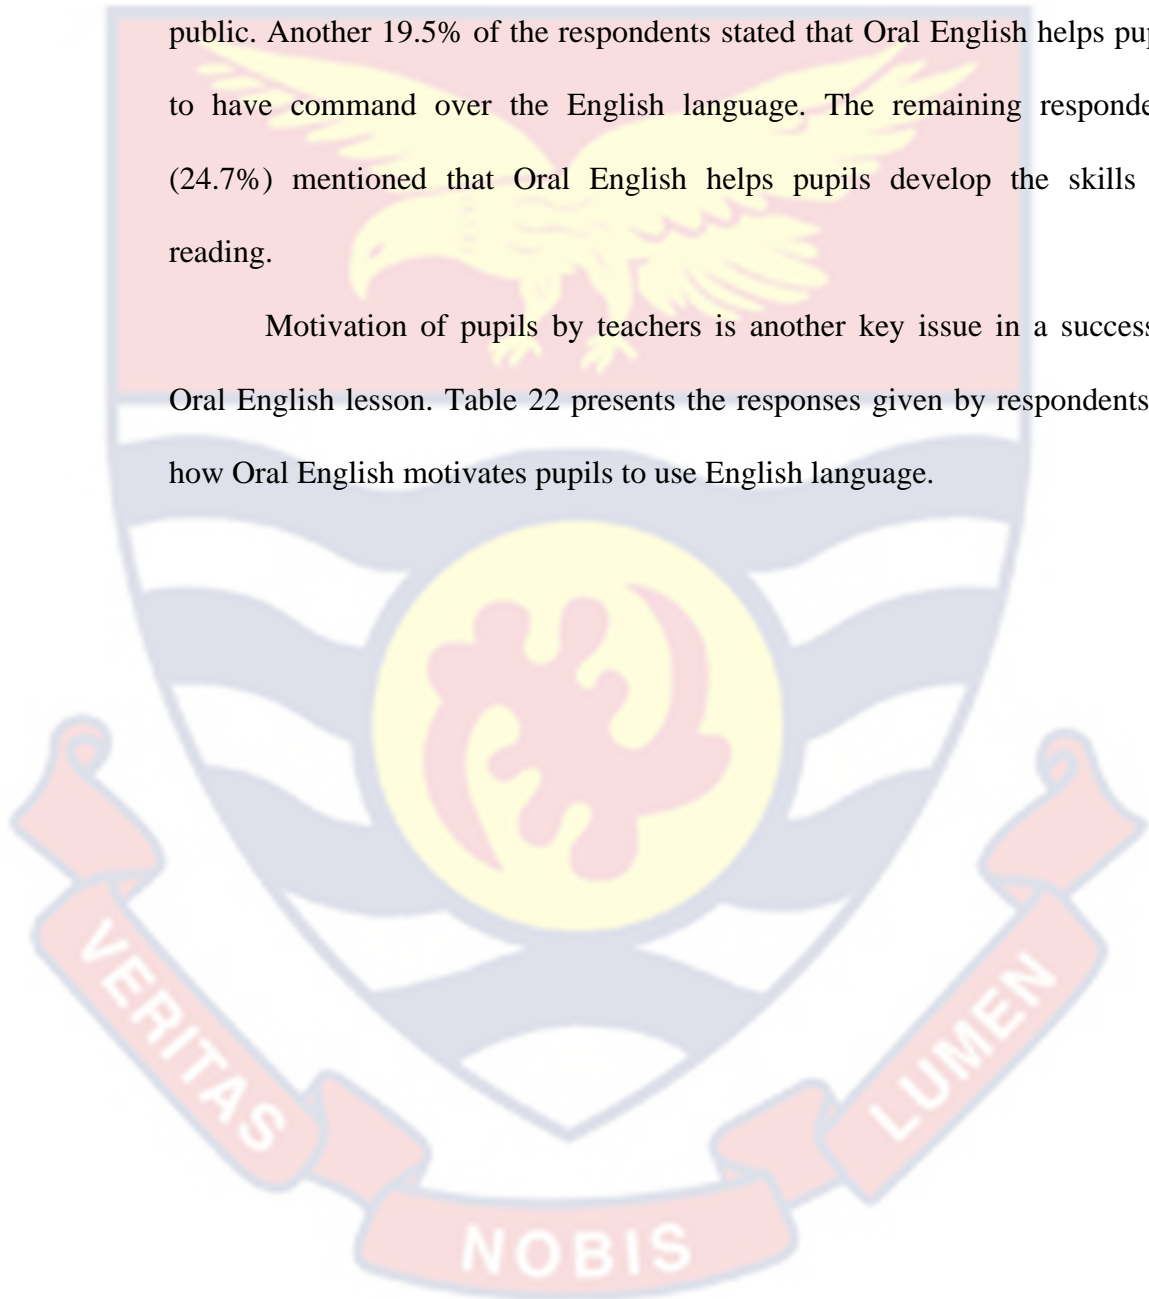 public. Another 19.5% of the respondents stated that Oral English helps
to have command over the English language. The remaining
(24.7%) mentioned that Oral English helps pupils develop the skills
reading.
Motivation of pupils by teachers is another key issue in a
Oral English lesson. Table 22 presents the responses given by respondents
how Oral English motivates pupils to use English language.
VERITAS
NOBIS
LUMEN